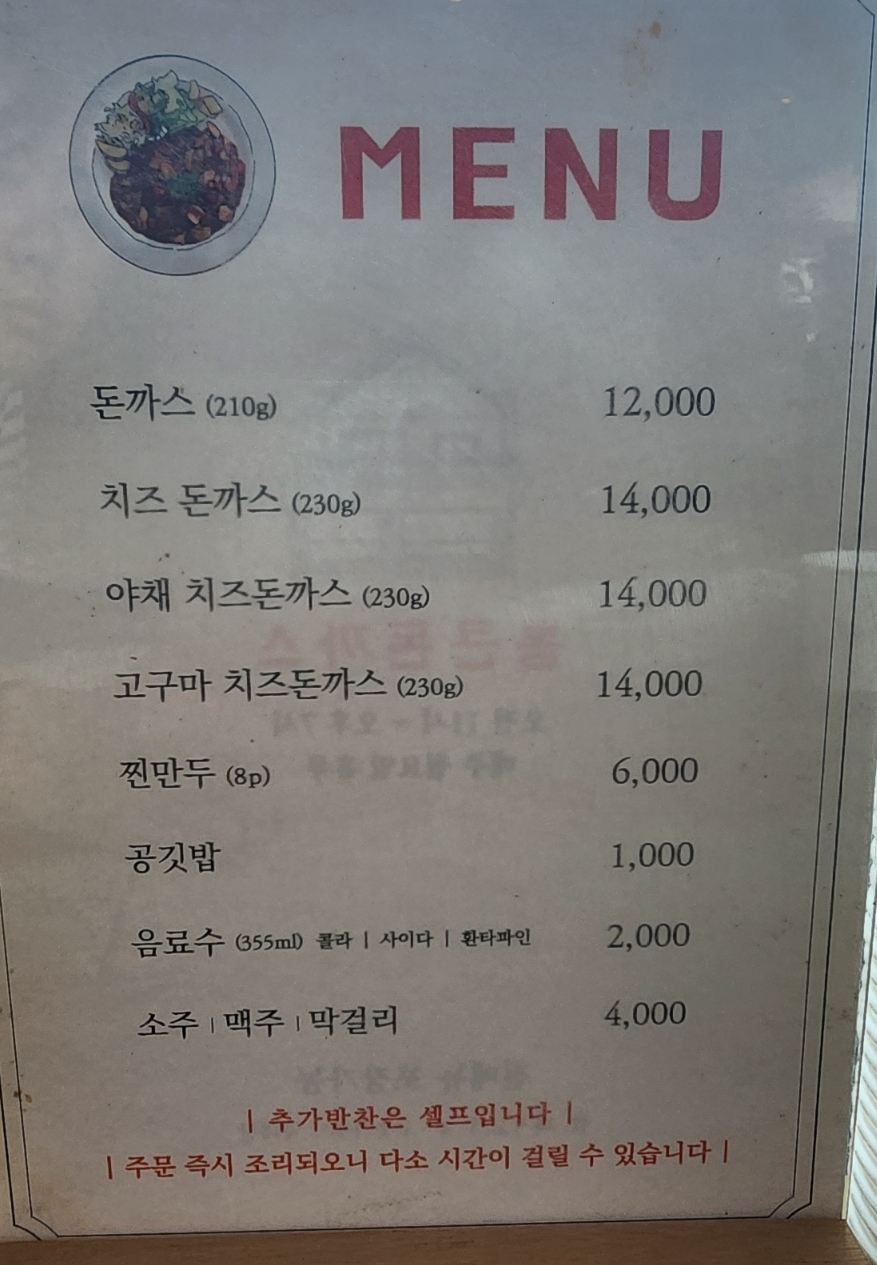 MENU
돈까스 (210g) 12,000
치즈 돈까스 (230g) 14,000
야채 치즈돈까스 (230g) 14,000
고구마 치즈돈까스 (230g) 14,000
찐만두 (8p) 6,000
공깃밥 1,000
음료수 (355ml) 콜라 | 사이다 | 환타파인 2,000
소주 | 맥주 | 막걸리 4,000
| 추가반찬은 셀프입니다 |
| 주문 즉시 조리되오니 다소 시간이 걸릴 수 있습니다 |